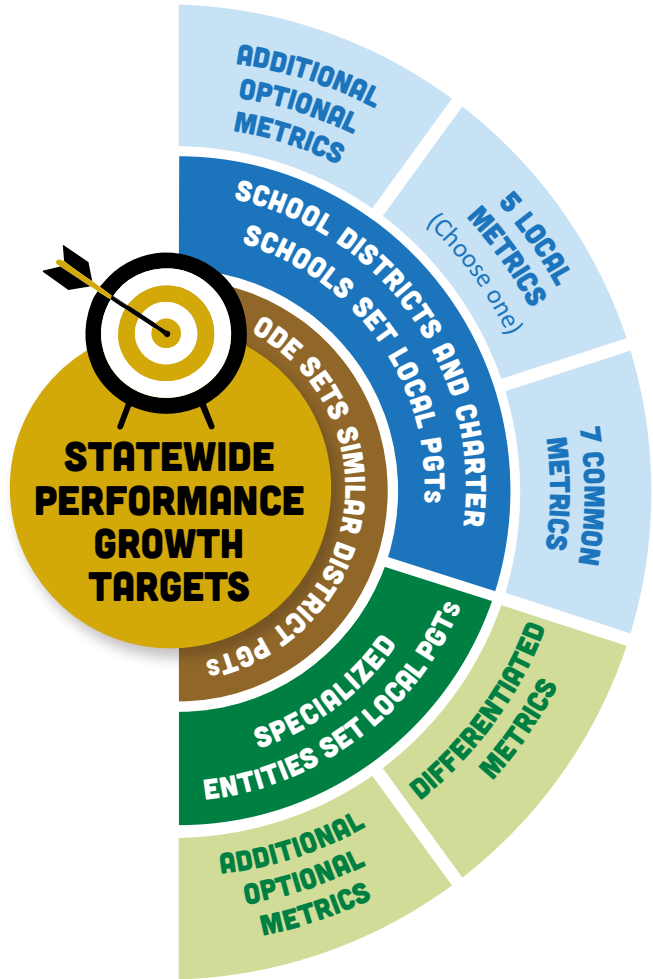 STATEWIDE
PERFORMANCE
GROWTH
TARGETS
ODE SETS SIMILAR DISTRICT PGTs
SCHOOL DISTRICTS AND CHARTER
SCHOOLS SET LOCAL PGTs
ADDITIONAL
OPTIONAL
METRICS
5 LOCAL
METRICS
(Choose one)
7 COMMON
METRICS
SPECIALIZED
ENTITIES SET LOCAL PGTs
DIFFERENTIATED
METRICS
ADDITIONAL
OPTIONAL
METRICS